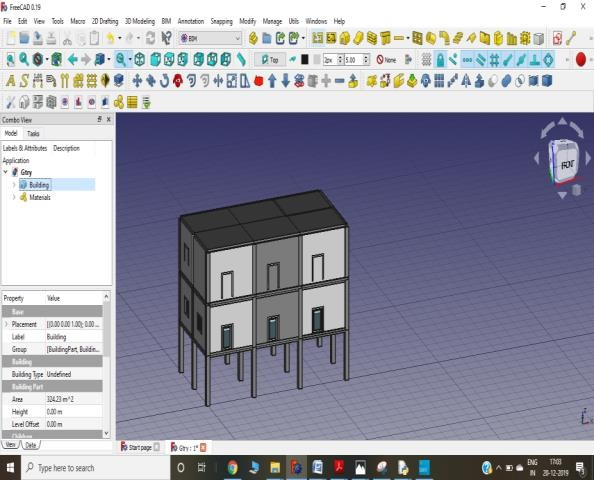 FreeCAD 0.19
File Edit View Tools Macro 2D Drafting 3D Modeling BIM Annotation Snapping Modify Manage Utils Windows Help
BIM Top 2px 5.00 None
Combo View
Model Tasks
Labels & Attributes Description
Application
Gtry
Building
Materials
Property Value
Base
Placement [(0.00 0.00 1.00); 0.00 ...
Label Building
Group [BuildingPart, Buildin...
Building
Building Type Undefined
Building Part
Area 324.23 m^2
Height 0.00 m
Level Offset 0.00 m
Children
View Data
Start page Gtry : 1*
Type here to search
ENG 17:03
IN 20-12-2019